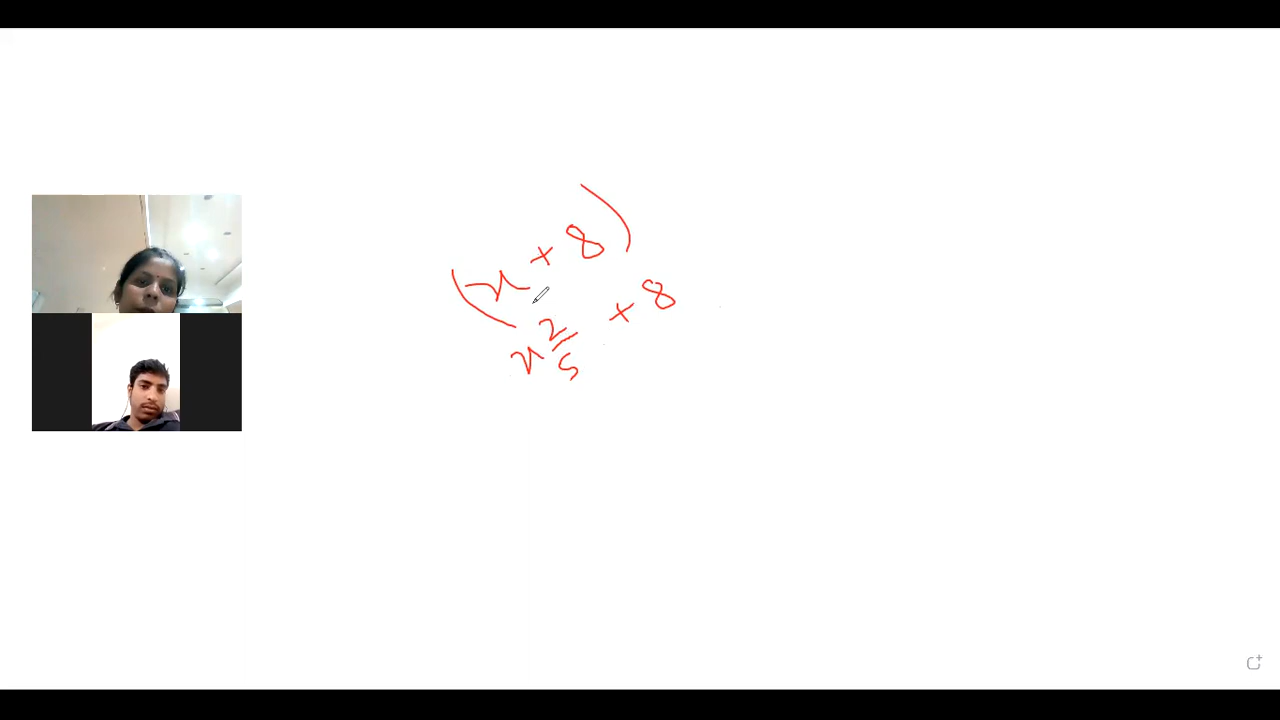 (x + 8)
x 2/5 + 8